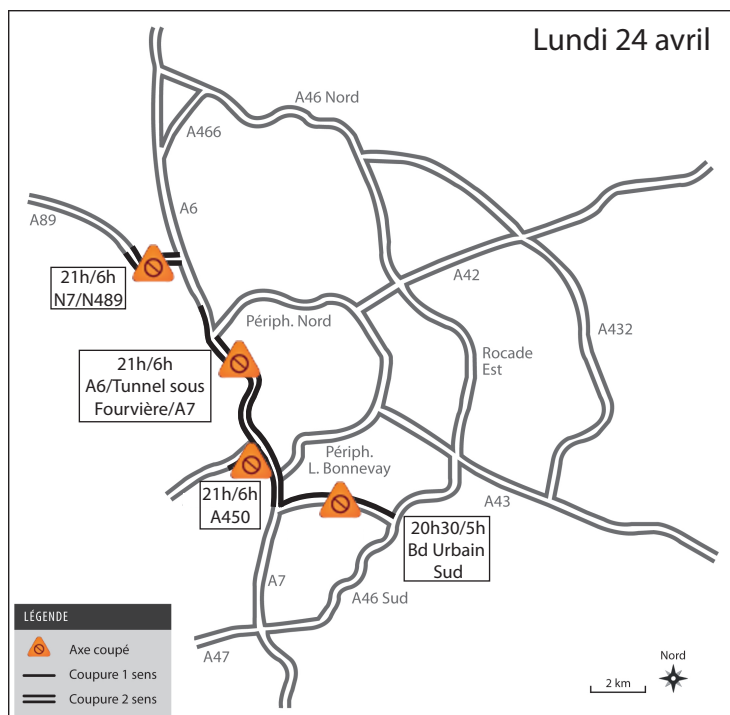 Lundi 24 avril
A46 Nord
A466
A6
A89
21h/6h
N7/N489
A42
Périph. Nord
A432
Rocade
Est
21h/6h
A6/Tunnel sous
Fourvière/A7
Périph.
L. Bonnevay
21h/6h
A450
A43
20h30/5h
Bd Urbain
Sud
A7
A46 Sud
A47
LÉGENDE
Axe coupé
Coupure 1 sens
Coupure 2 sens
Nord
2 km